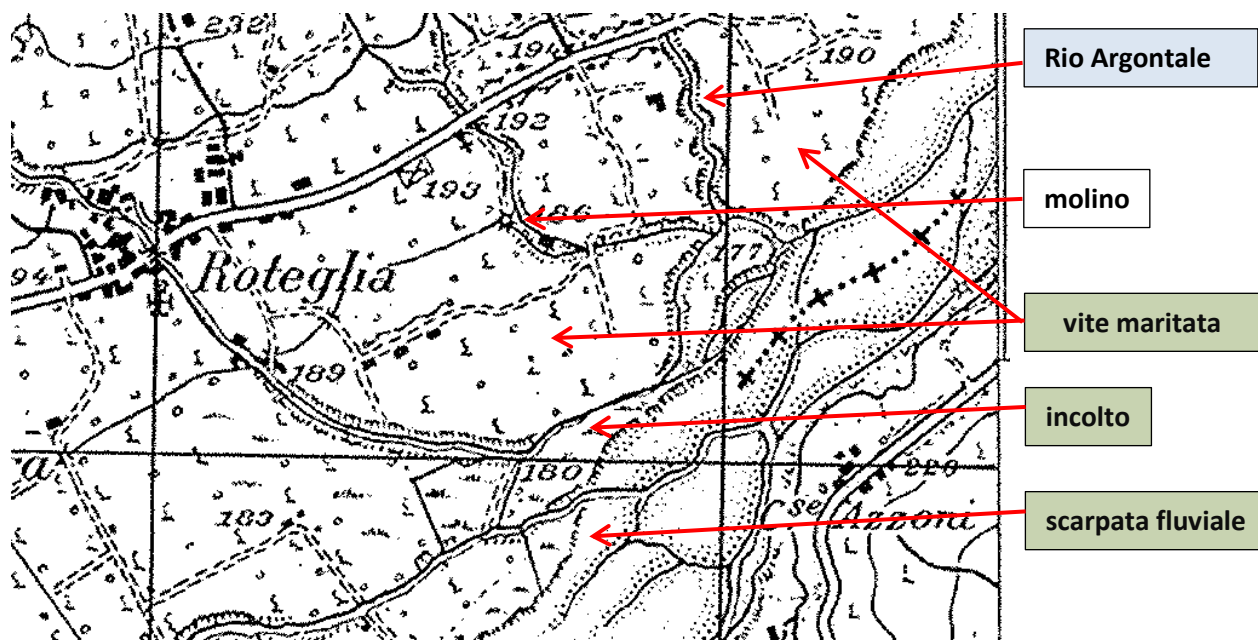 232
194
190
Rio Argontale
192
193
186
molino
177
94
Roteglia
vite maritata
189
incolto
180
220
183
Cse Azzoni
scarpata fluviale
a